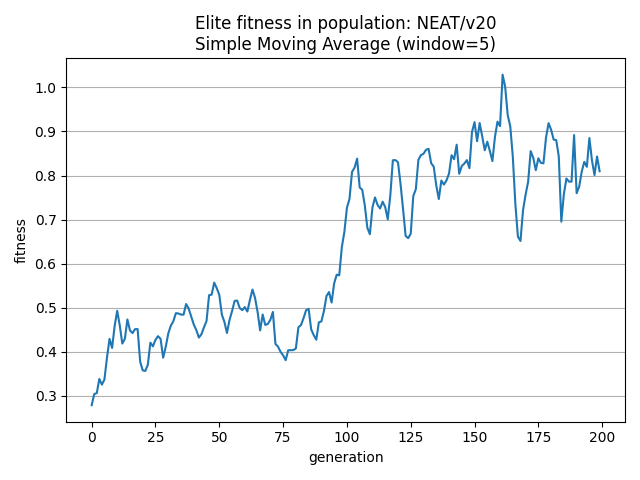 Elite fitness in population: NEAT/v20
Simple Moving Average (window=5)
1.0
0.9
0.8
0.7
0.6
0.5
0.4
0.3
fitness
0 25 50 75 100 125 150 175 200
generation